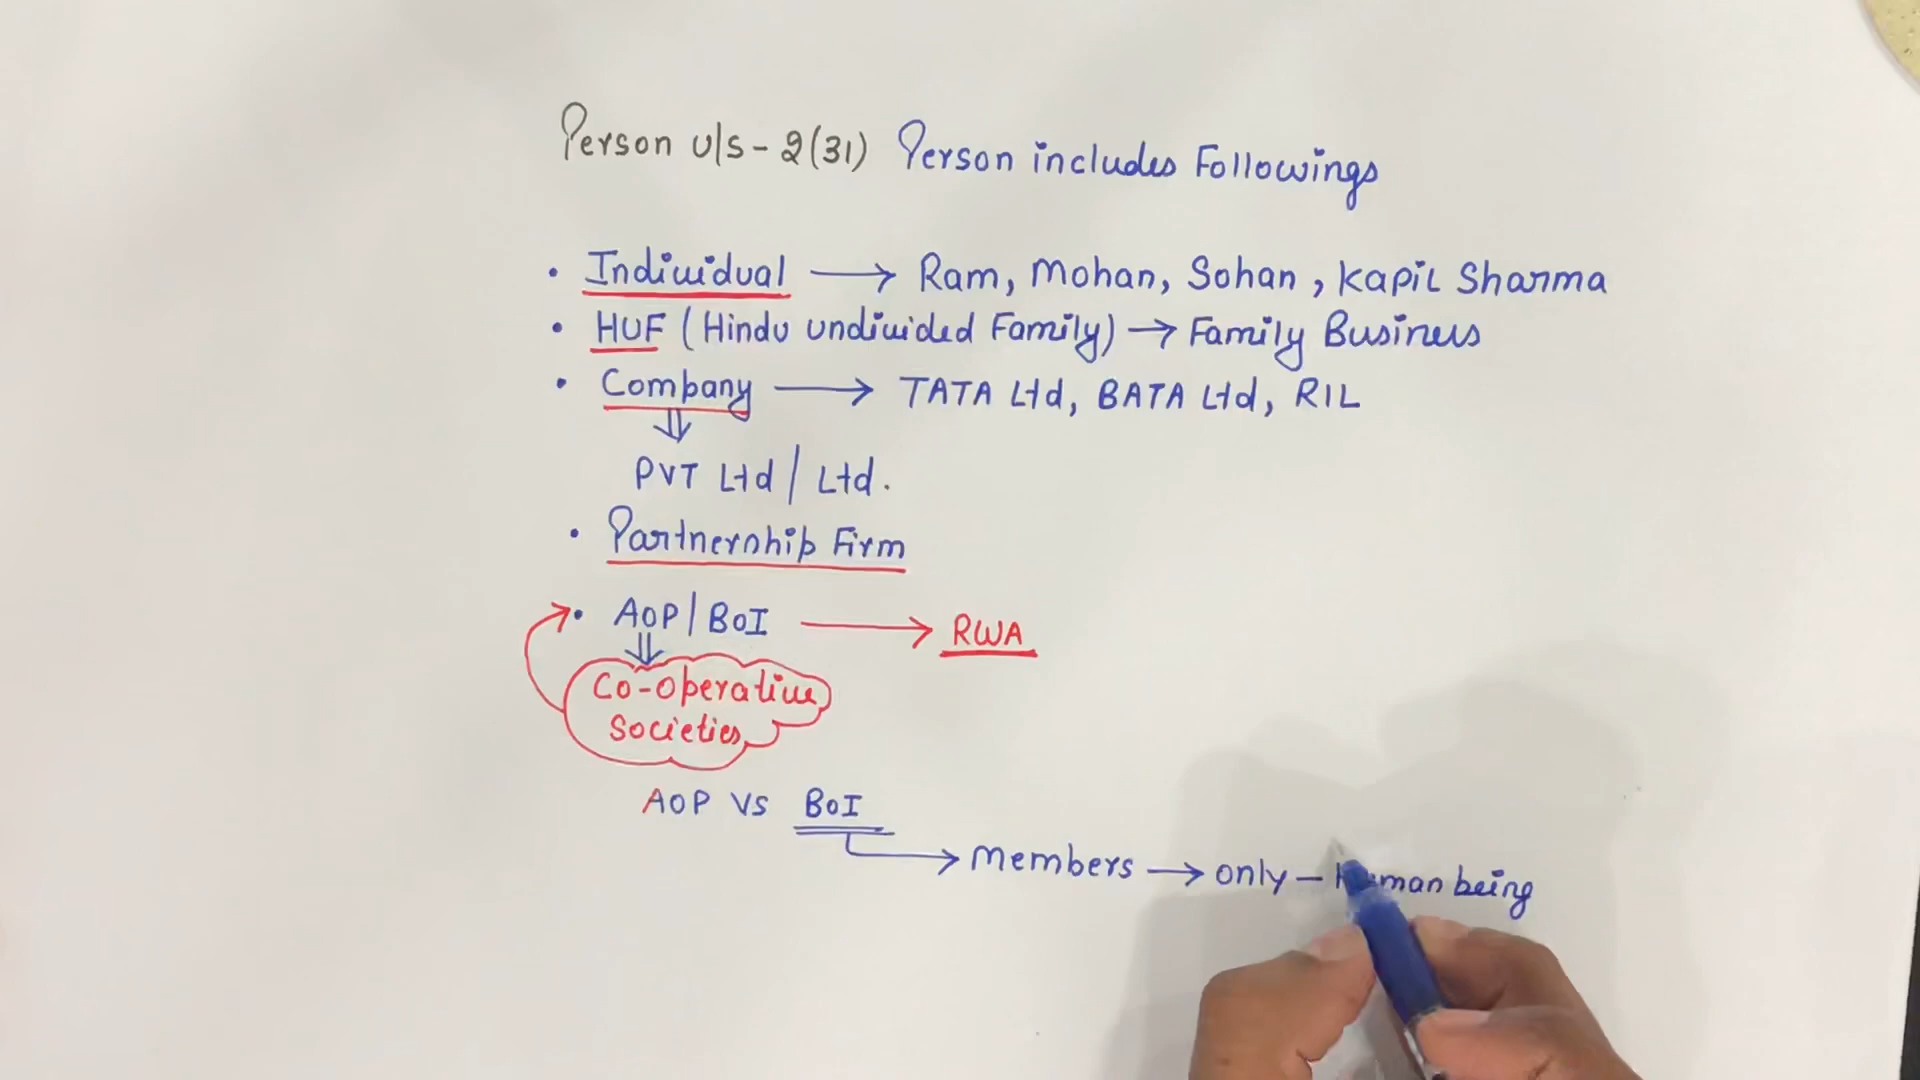 Person u/s - 2(31) Person includes Followings
• Individual → Ram, Mohan, Sohan, Kapil Sharma
• HUF (Hindu undivided Family) → Family Business
• Company → TATA Ltd, BATA Ltd, RIL
PVT Ltd / Ltd.
• Partnership Firm
• AOP | BOI → RWA
Co-operative
Societies
AOP VS BOI
→ Members → only - Human being